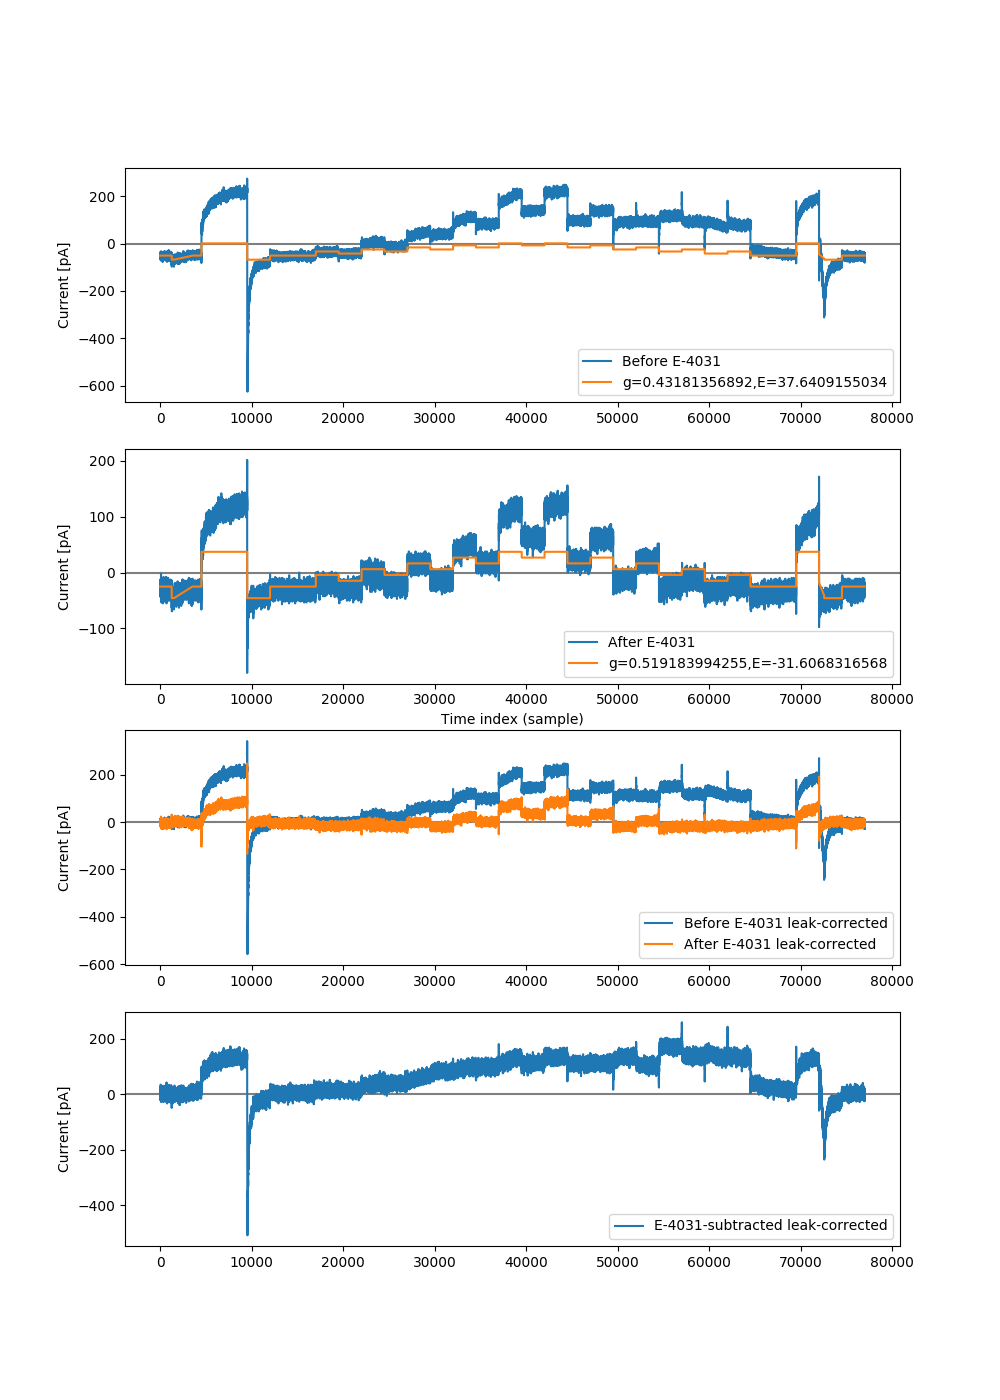 200
0
−200
−400
−600
Current [pA]
Before E-4031
g=0.43181356892,E=37.6409155034
0 10000 20000 30000 40000 50000 60000 70000 80000
200
100
0
−100
Current [pA]
After E-4031
g=0.519183994255,E=-31.6068316568
0 10000 20000 30000 40000 50000 60000 70000 80000
Time index (sample)
200
0
−200
−400
−600
Current [pA]
Before E-4031 leak-corrected
After E-4031 leak-corrected
0 10000 20000 30000 40000 50000 60000 70000 80000
200
0
−200
−400
Current [pA]
E-4031-subtracted leak-corrected
0 10000 20000 30000 40000 50000 60000 70000 80000